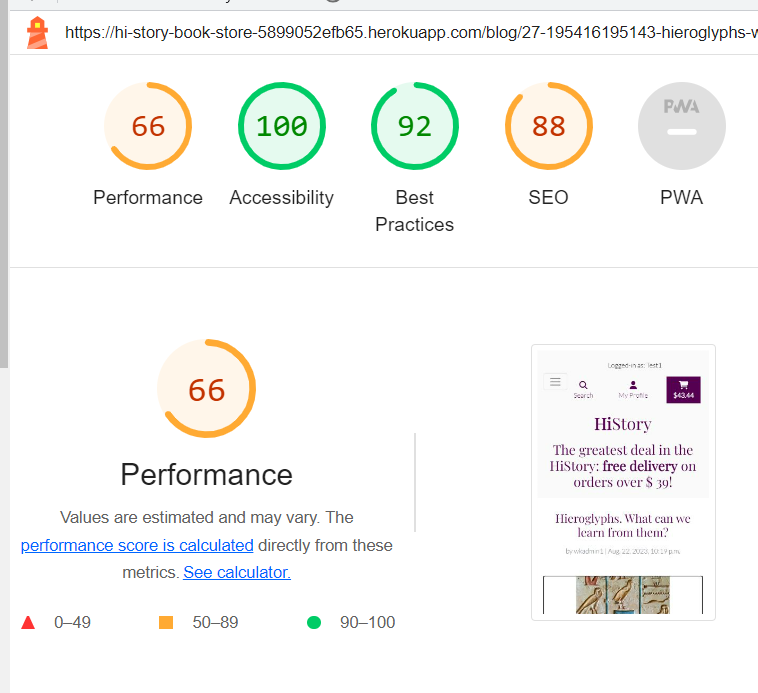 https://hi-story-book-store-5899052efb65.herokuapp.com/blog/27-195416195143-hieroglyphs-w
66
100
92
88
PWA
Performance
Accessibility
Best
Practices
SEO
PWA
66
Performance
Values are estimated and may vary. The
performance score is calculated directly from these
metrics. See calculator.
0–49
50–89
90–100
Logged-in as: Test1
Search
My Profile
$43.44
HiStory
The greatest deal in the
HiStory: free delivery on
orders over $ 39!
Hieroglyphs. What can we
learn from them?
by wkadmin1 | Aug. 22, 2023, 10:19 p.m.